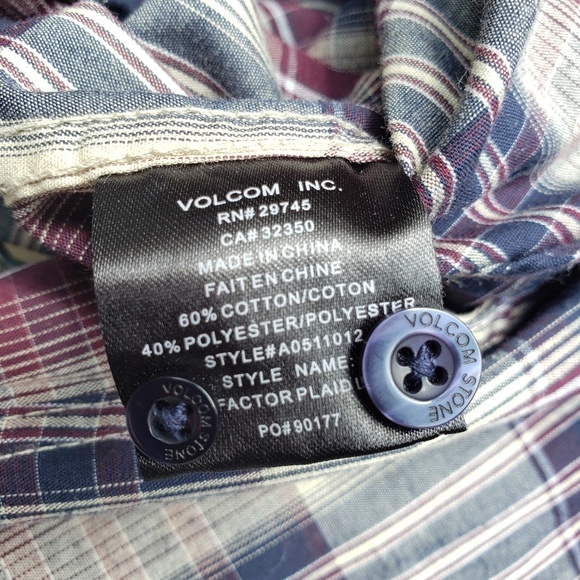 VOLCOM INC.
RN# 29745
CA# 32350
MADE IN CHINA
FAIT EN CHINE
60% COTTON/COTON
40% POLYESTER/POLYESTER
STYLE#A0511012
STYLE NAME
FACTOR PLAID
PO# 90177
VOLCOM STONE
VOLCOM STONE